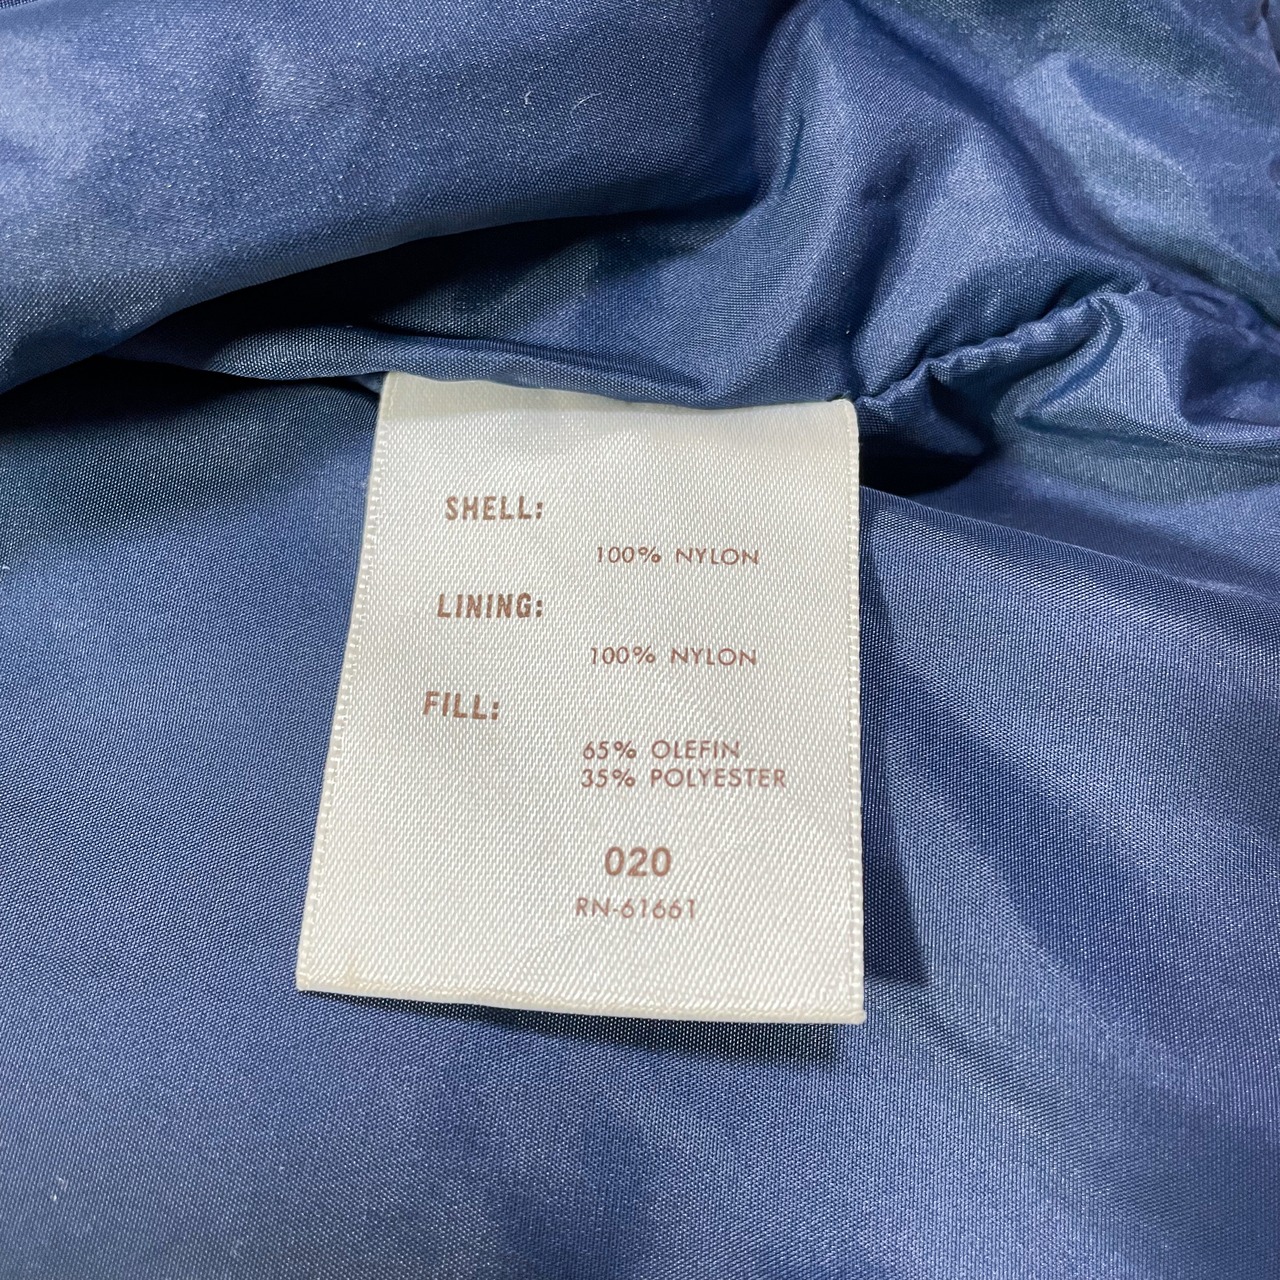 SHELL:
100% NYLON
LINING:
100% NYLON
FILL:
65% OLEFIN
35% POLYESTER
020
RN-61661